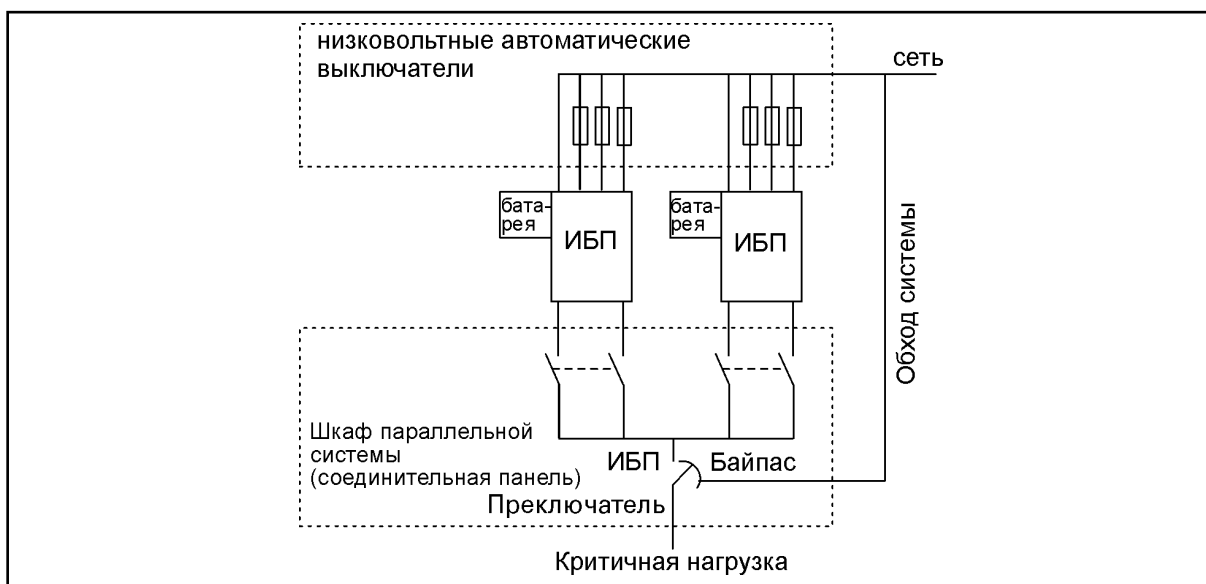 низковольтные автоматические
выключатели
сеть
бата-
рея
ИБП
бата-
рея
ИБП
Обход системы
Шкаф параллельной
системы
(соединительная панель)
ИБП
Байпас
Преключатель
Критичная нагрузка